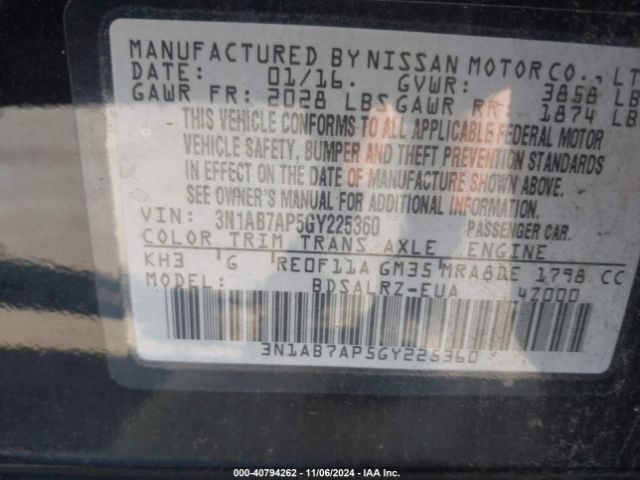 MANUFACTURED BY NISSAN MOTOR CO., LT
DATE: 01/16. GVWR: 3858 LB
GAWR FR: 2028 LBS GAWR RR: 1874 LB
THIS VEHICLE CONFORMS TO ALL APPLICABLE FEDERAL MOTOR
VEHICLE SAFETY, BUMPER AND THEFT PREVENTION STANDARDS
IN EFFECT ON THE DATE OF MANUFACTURE SHOWN ABOVE.
SEE OWNER'S MANUAL FOR ADDITIONAL INFORMATION.
VIN: 3N1AB7AP5GY225360 PASSENGER CAR.
COLOR TRIM TRANS AXLE ENGINE
KH3 G RE0F11A GM35 MRA8DE 1798 CC
MODEL: BDSALRZ-EUA 4Z000
3N1AB7AP5GY225360
000-40794262 - 11/06/2024 - IAA Inc.